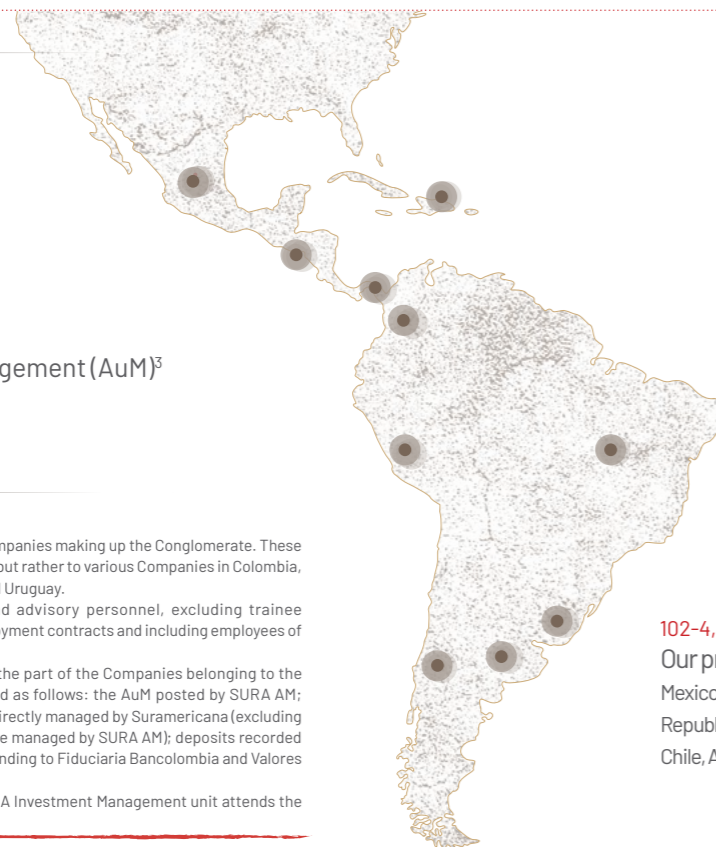 gement (AuM)³
mpanies making up the Conglomerate. These
but rather to various Companies in Colombia,
Uruguay.
d advisory personnel, excluding trainee
oyment contracts and including employees of
the part of the Companies belonging to the
d as follows: the AuM posted by SURA AM;
irectly managed by Suramericana (excluding
e managed by SURA AM); deposits recorded
nding to Fiduciaria Bancolombia and Valores
A Investment Management unit attends the
102-4,
Our pr
Mexico
Republ
Chile, A